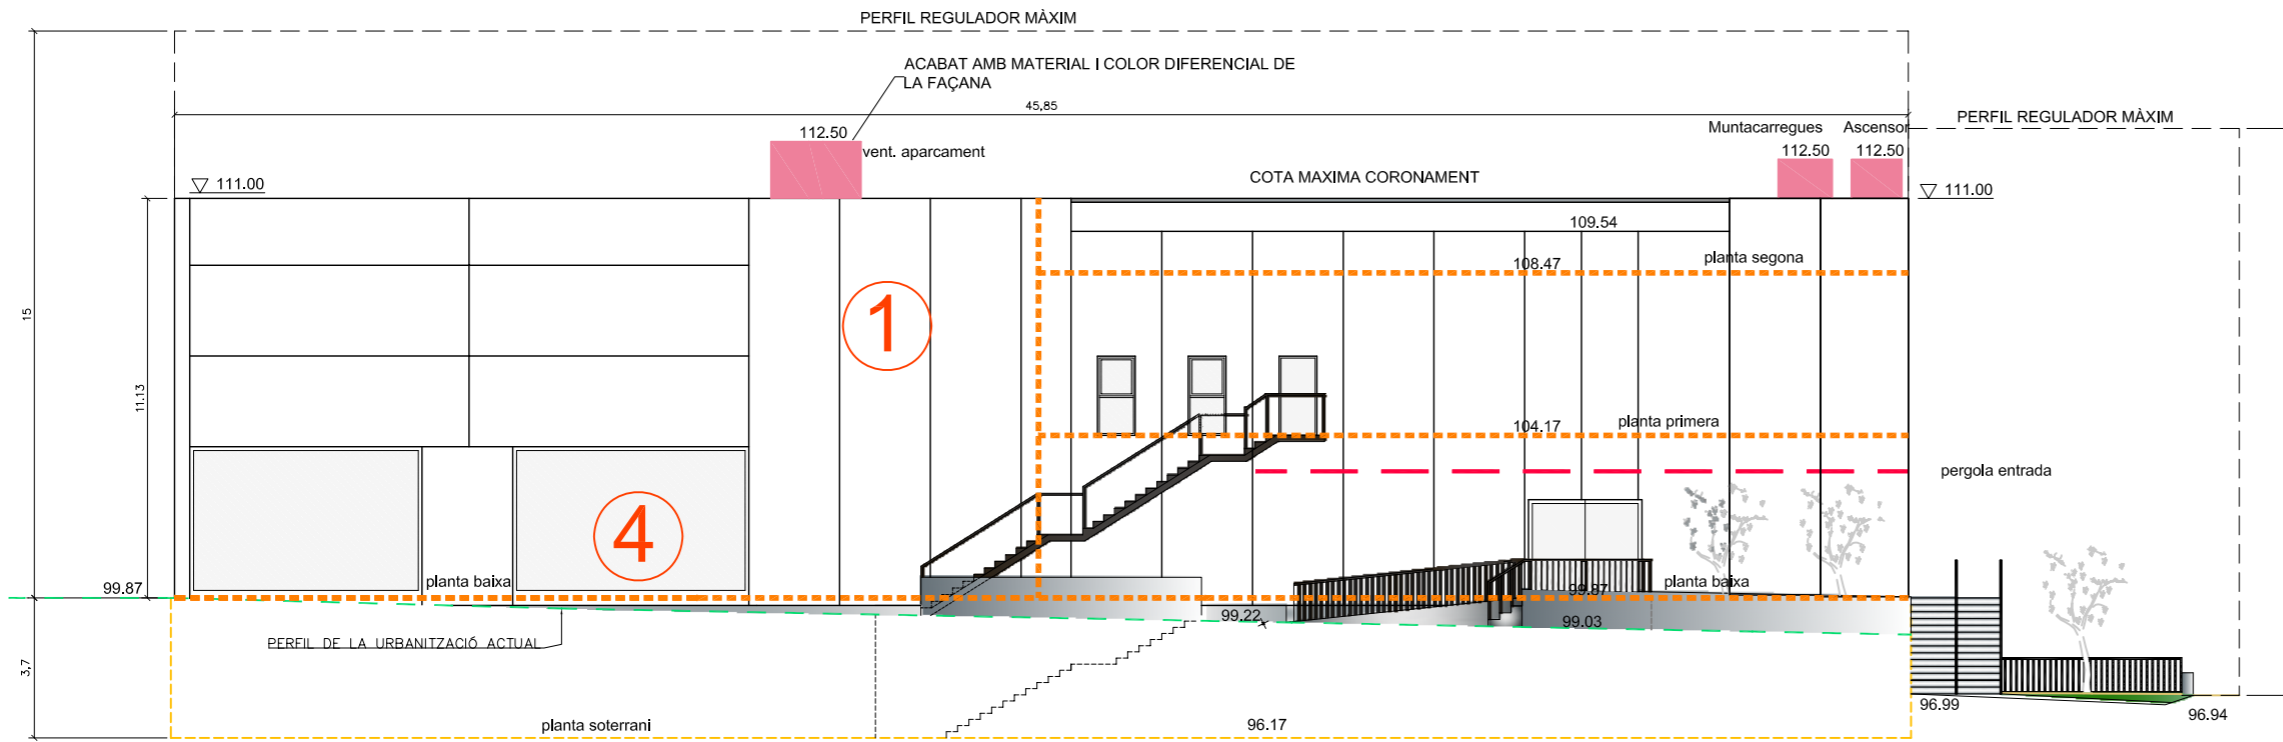 PERFIL REGULADOR MÀXIM
ACABAT AMB MATERIAL I COLOR DIFERENCIAL DE
LA FAÇANA
45,85
PERFIL REGULADOR MÀXIM
112.50
vent. aparcament
Muntacarregues
Ascensor
112.50
112.50
111.00
COTA MAXIMA CORONAMENT
111.00
109.54
planta segona
108.47
1
15
11.13
planta primera
104.17
pergola entrada
4
99.87
planta baixa
99.87
planta baixa
99.22
99.03
PERFIL DE LA URBANITZACIÓ ACTUAL
3,7
planta soterrani
96.17
96.99
96.94